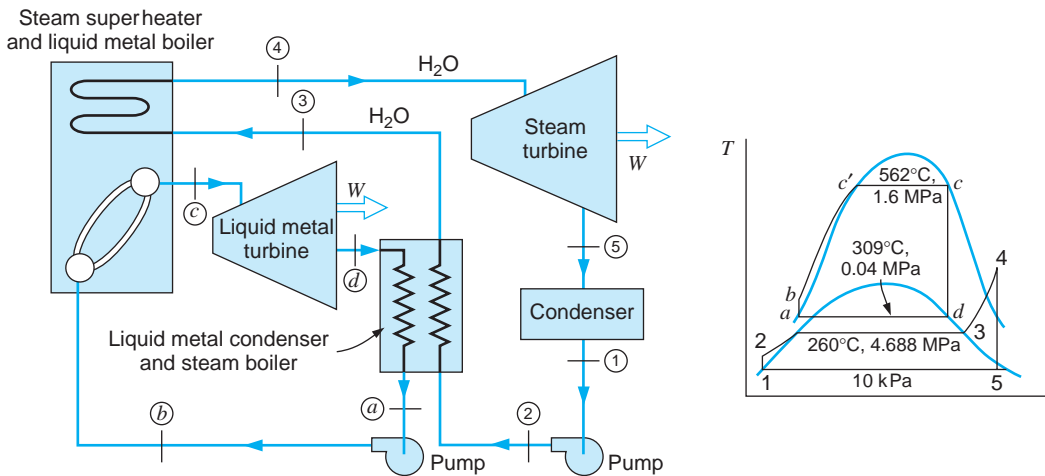 Steam superheater
and liquid metal boiler
4
H₂O
3
H₂O
Steam
turbine
W
W
c
Liquid metal
turbine
d
5
Condenser
Liquid metal condenser
and steam boiler
1
a
b
2
Pump
Pump
T
c′
562°C,
c
1.6 MPa
309°C,
0.04 MPa
4
b
a
d
2
3
260°C, 4.688 MPa
1
10 kPa
5